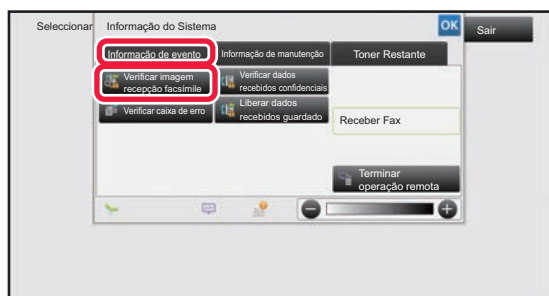 Seleccionar
Informação do Sistema
OK
Sair
Informação de evento
Informação de manutenção
Toner Restante
Verificar imagem
recepção facsimile
Verificar dados
recebidos confidenciais
Verificar caixa de erro
Liberar dados
recebidos guardado
Receber Fax
Terminar
operação remota